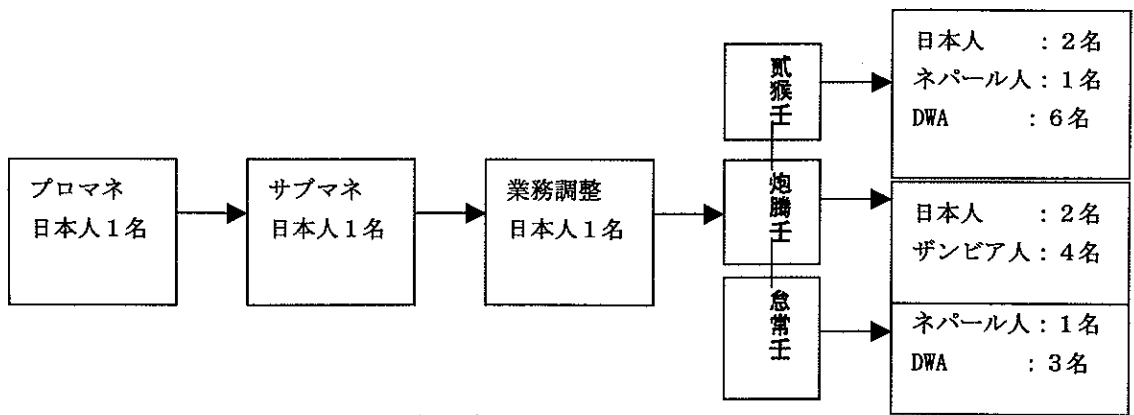 プロマネ
日本人1名
サブマネ
日本人1名
業務調整
日本人1名
貳猴壬
炮騰壬
怠常壬
日本人　　：2名
ネパール人：1名
DWA　　　：6名
日本人　　：2名
ザンビア人：4名
ネパール人：1名
DWA　　　：3名